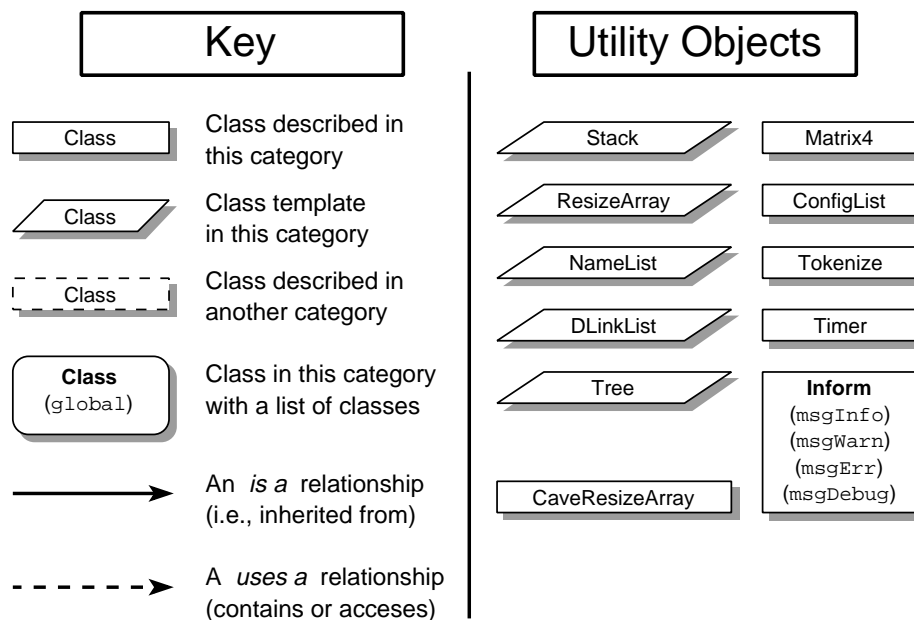 Key
Class
Class described in
this category
Class
Class template
in this category
Class
Class described in
another category
Class
(global)
Class in this category
with a list of classes
An is a relationship
(i.e., inherited from)
A uses a relationship
(contains or acceses)
Utility Objects
Stack
Matrix4
ResizeArray
ConfigList
NameList
Tokenize
DLinkList
Timer
Tree
Inform
(msgInfo)
(msgWarn)
(msgErr)
(msgDebug)
CaveResizeArray